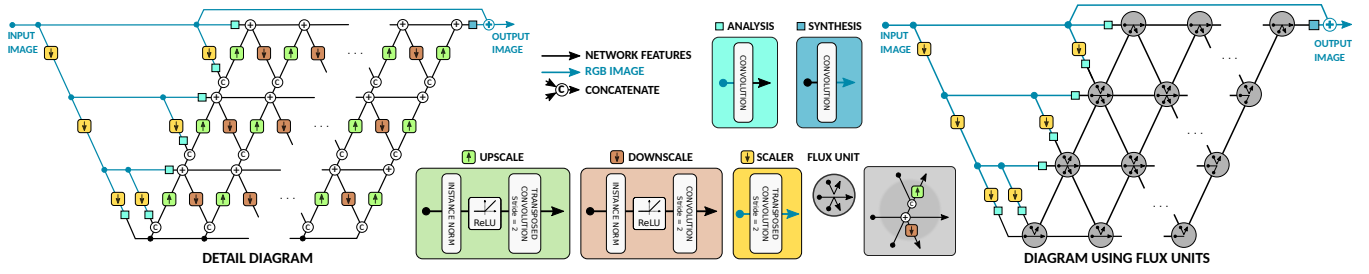 INPUT
IMAGE
OUTPUT
IMAGE
+
C
. . .
DETAIL DIAGRAM
NETWORK FEATURES
RGB IMAGE
C
CONCATENATE
ANALYSIS
CONVOLUTION
SYNTHESIS
CONVOLUTION
UPSCALE
INSTANCE NORM
ReLU
TRANSPOSED
CONVOLUTION
Stride = 2
DOWNSCALE
INSTANCE NORM
ReLU
CONVOLUTION
Stride = 2
SCALER
TRANSPOSED
CONVOLUTION
Stride = 2
FLUX UNIT
C
+
INPUT
IMAGE
OUTPUT
IMAGE
+
. . .
DIAGRAM USING FLUX UNITS